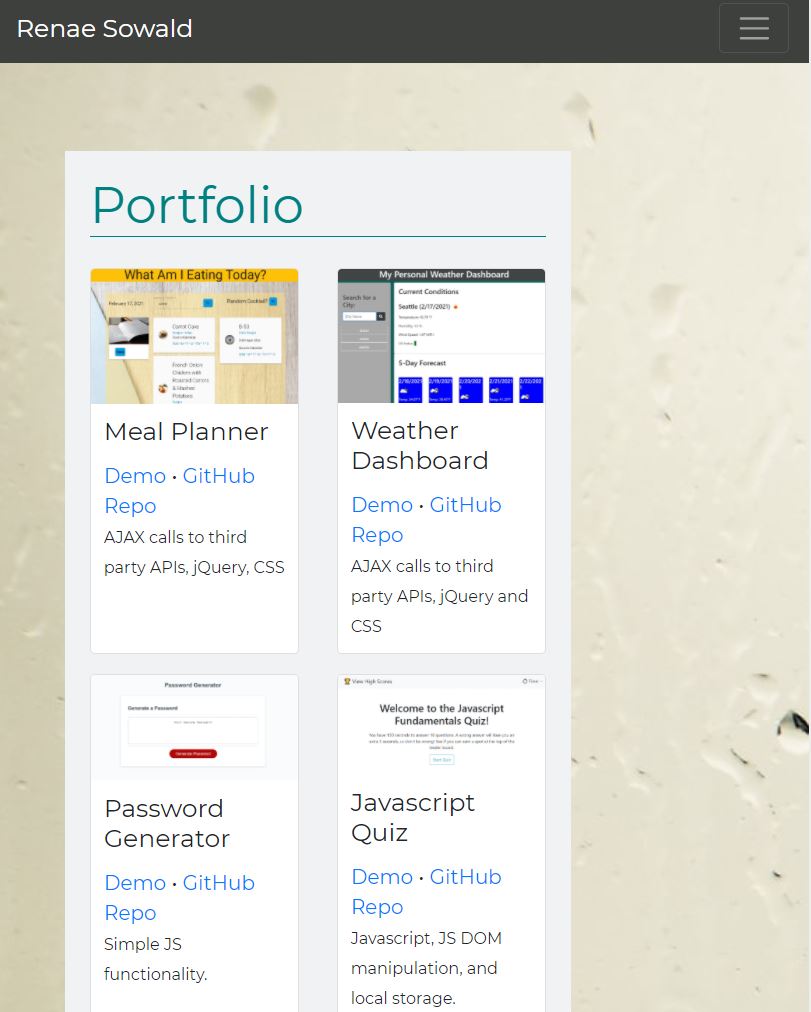 Renae Sowald
Portfolio
What Am I Eating Today?
February 17, 2021
Random Cocktail?
Carrot Cake
B-53
French Onion
Chicken with
Roasted Carrots
& Mashed
Potatoes
Meal Planner
Demo • GitHub
Repo
AJAX calls to third
party APIs, jQuery, CSS
My Personal Weather Dashboard
Search for a
City:
Current Conditions
Seattle (2/17/2021)
5-Day Forecast
2/18/2021
2/19/2021
2/20/2021
2/21/2021
2/22/2021
Weather
Dashboard
Demo • GitHub
Repo
AJAX calls to third
party APIs, jQuery and
CSS
Password Generator
Generate a Password
Generate Password
Password
Generator
Demo • GitHub
Repo
Simple JS
functionality.
View High Scores
Welcome to the Javascript
Fundamentals Quiz!
Start Quiz
Javascript
Quiz
Demo • GitHub
Repo
Javascript, JS DOM
manipulation, and
local storage.